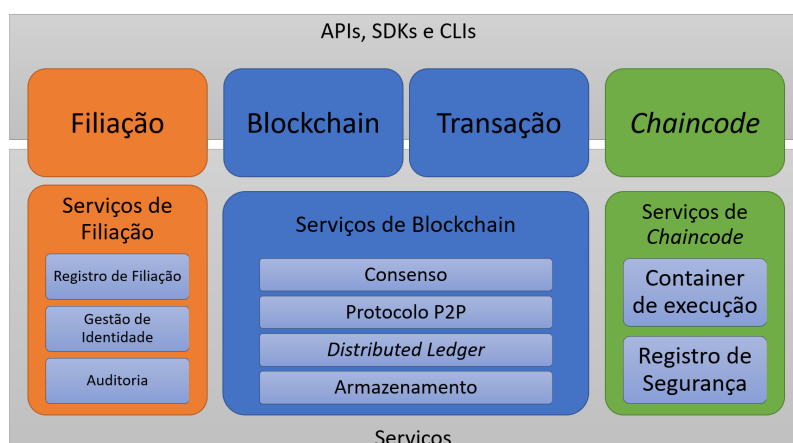 APIs, SDKs e CLIs
Filiação
Blockchain
Transação
Chaincode
Serviços de
Filiação
Registro de Filiação
Gestão de
Identidade
Auditoria
Serviços de Blockchain
Consenso
Protocolo P2P
Distributed Ledger
Armazenamento
Serviços de
Chaincode
Container
de execução
Registro de
Segurança
Serviços